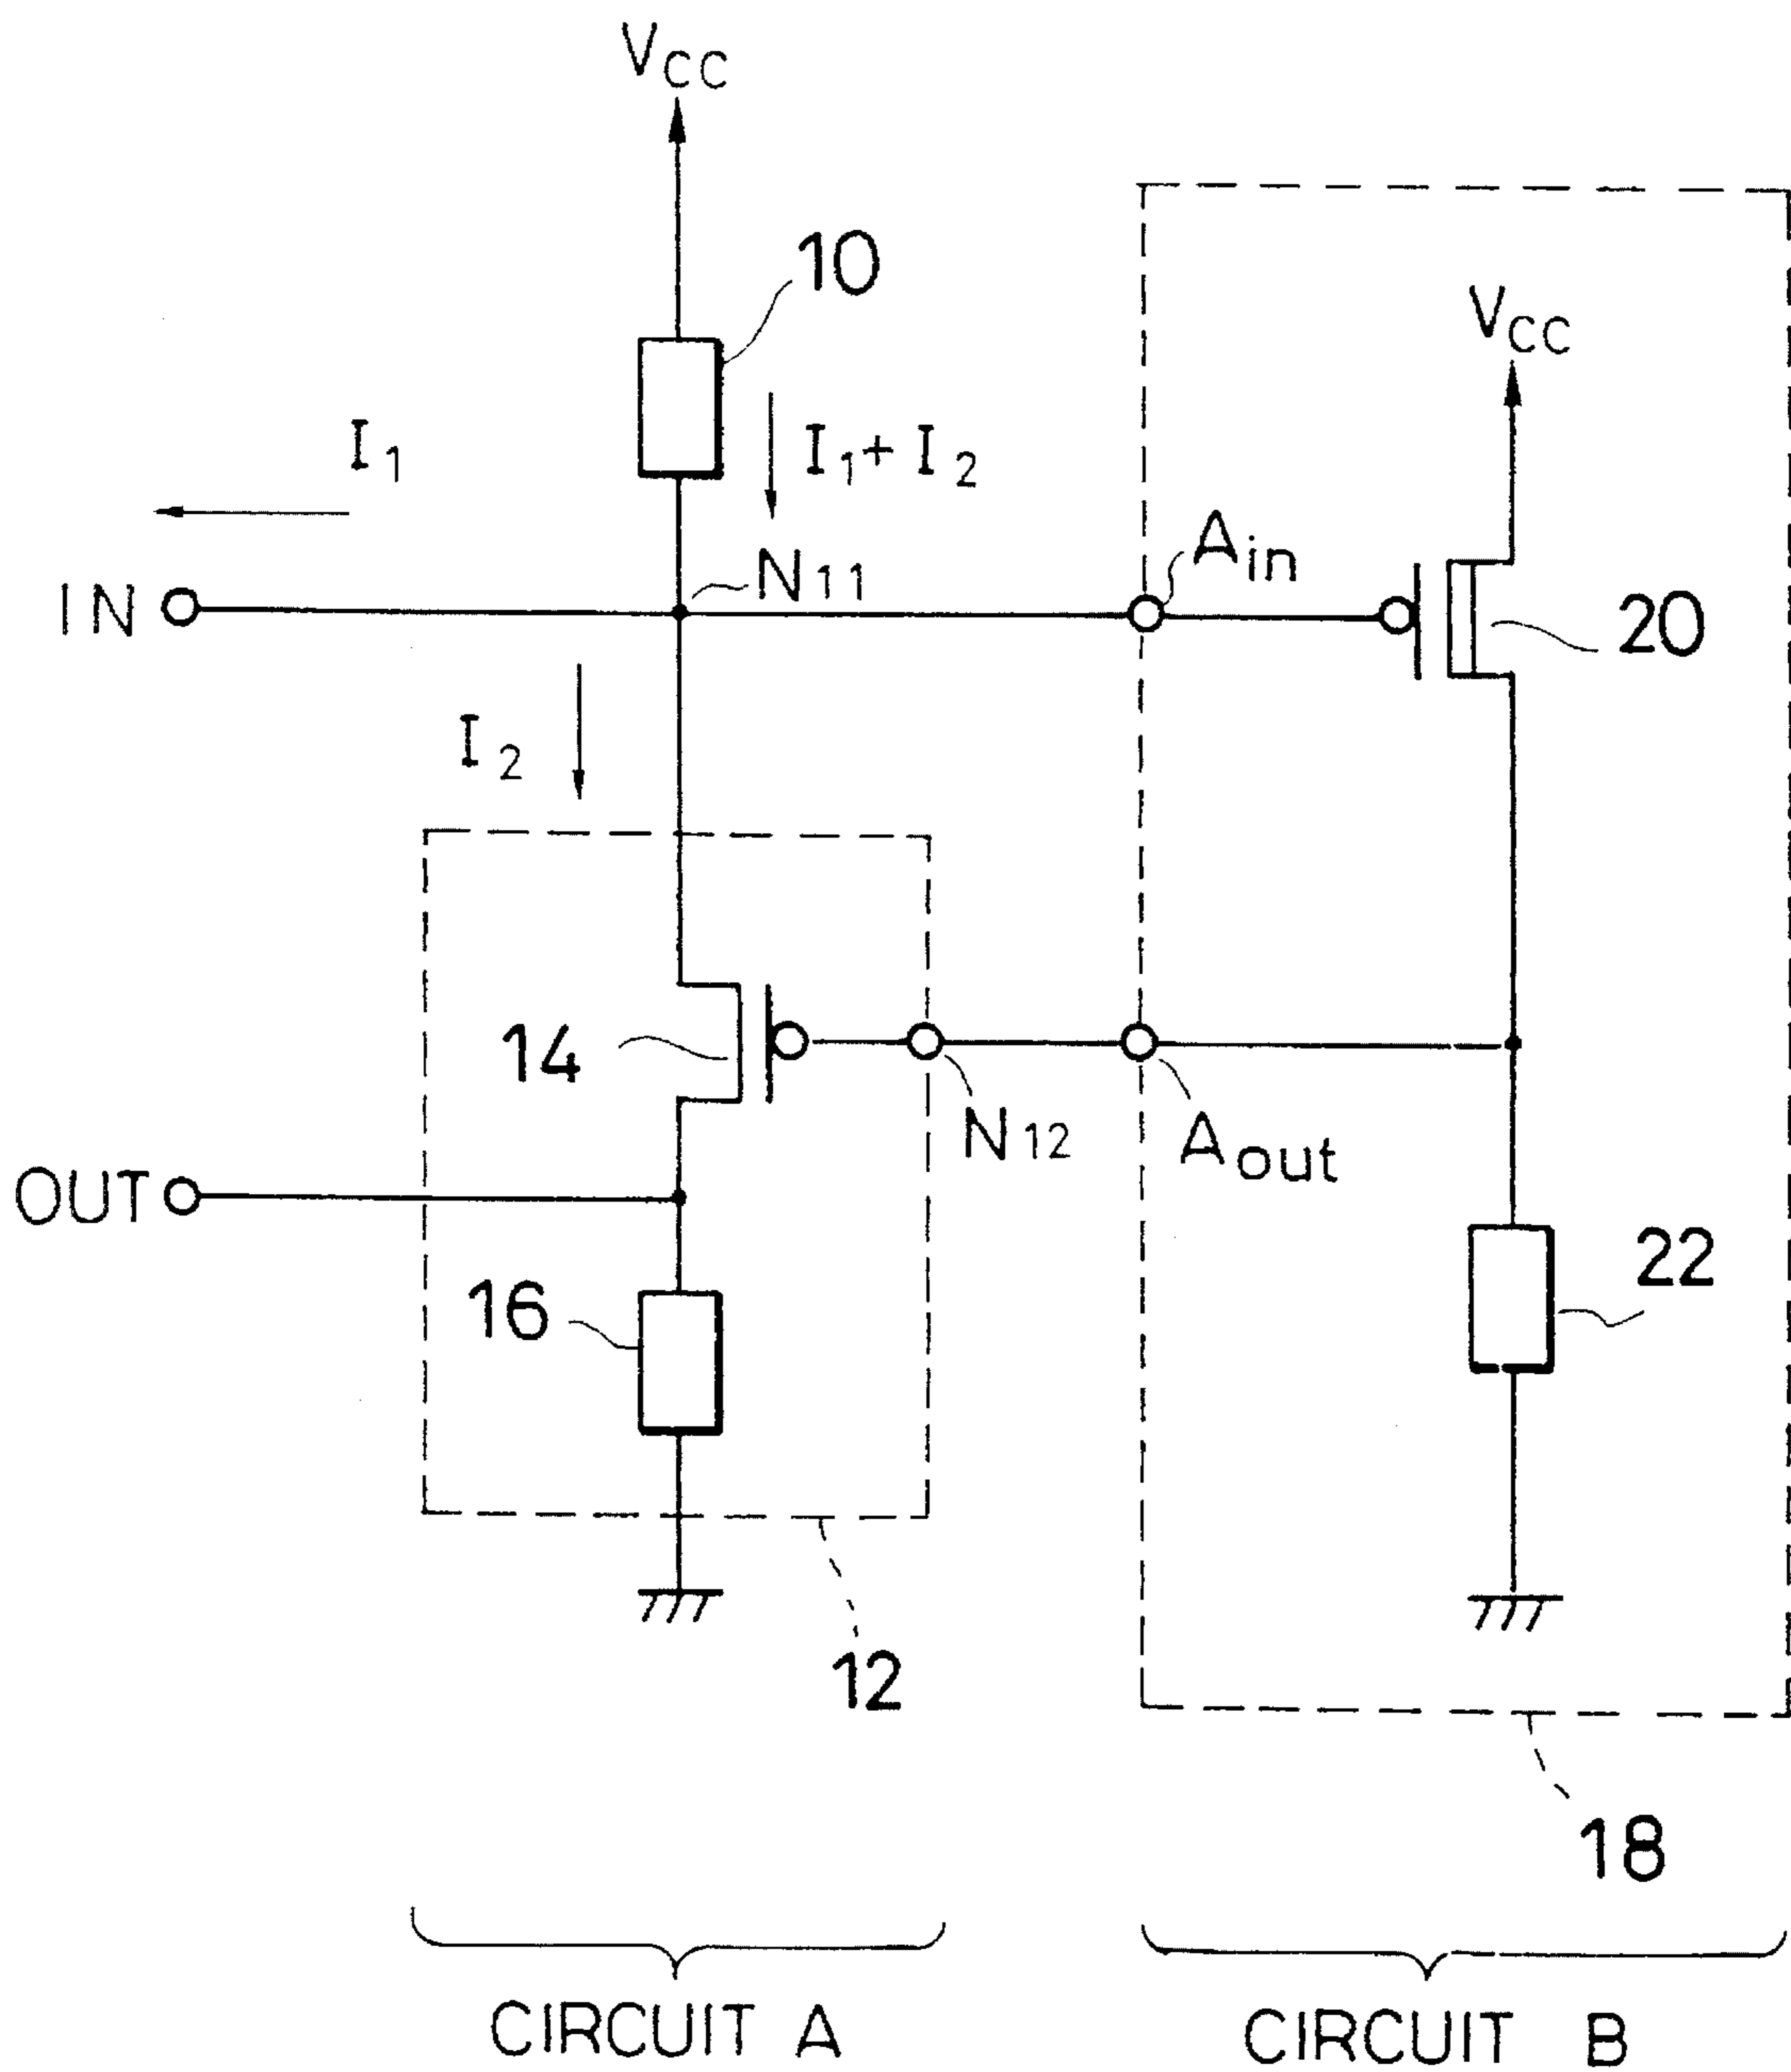 VCC
10
VCC
I1
I1+I2
Ain
N11
IN
20
I2
14
N12
Aout
OUT
22
16
12
18
CIRCUIT A
CIRCUIT B